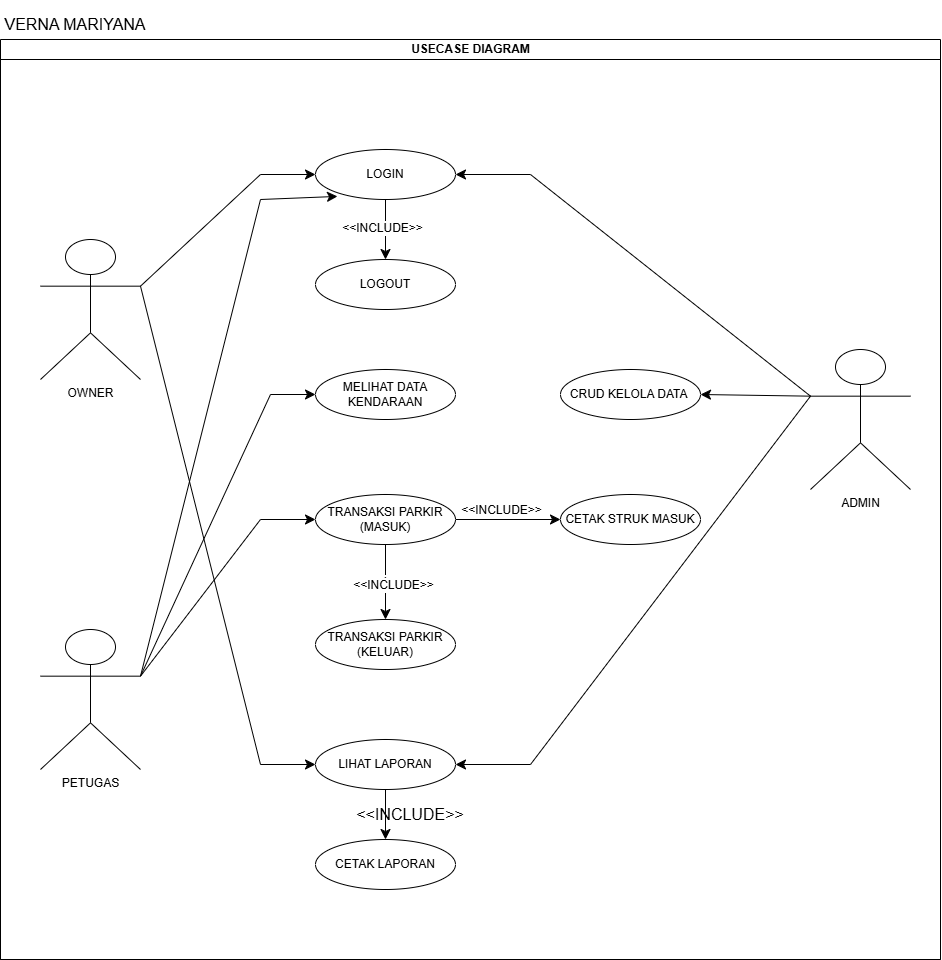 VERNA MARIYANA
USECASE DIAGRAM
LOGIN
<<INCLUDE>>
LOGOUT
OWNER
MELIHAT DATA
KENDARAAN
CRUD KELOLA DATA
ADMIN
TRANSAKSI PARKIR
(MASUK)
<<INCLUDE>>
CETAK STRUK MASUK
<<INCLUDE>>
TRANSAKSI PARKIR
(KELUAR)
PETUGAS
LIHAT LAPORAN
<<INCLUDE>>
CETAK LAPORAN